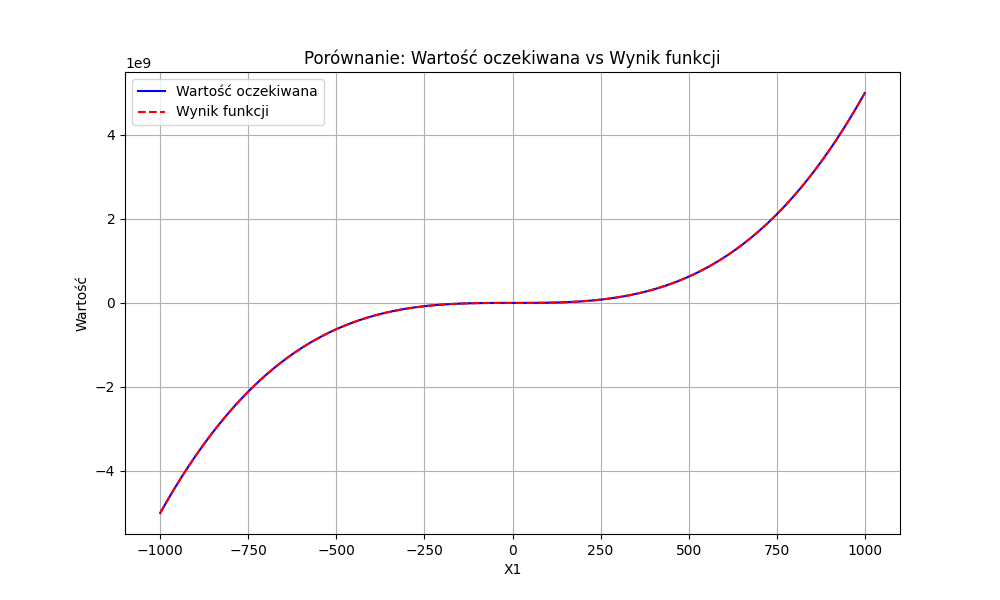 Porównanie: Wartość oczekiwana vs Wynik funkcji
1e9
Wartość oczekiwana
Wynik funkcji
4
2
0
−2
−4
Wartość
−1000 −750 −500 −250 0 250 500 750 1000
X1